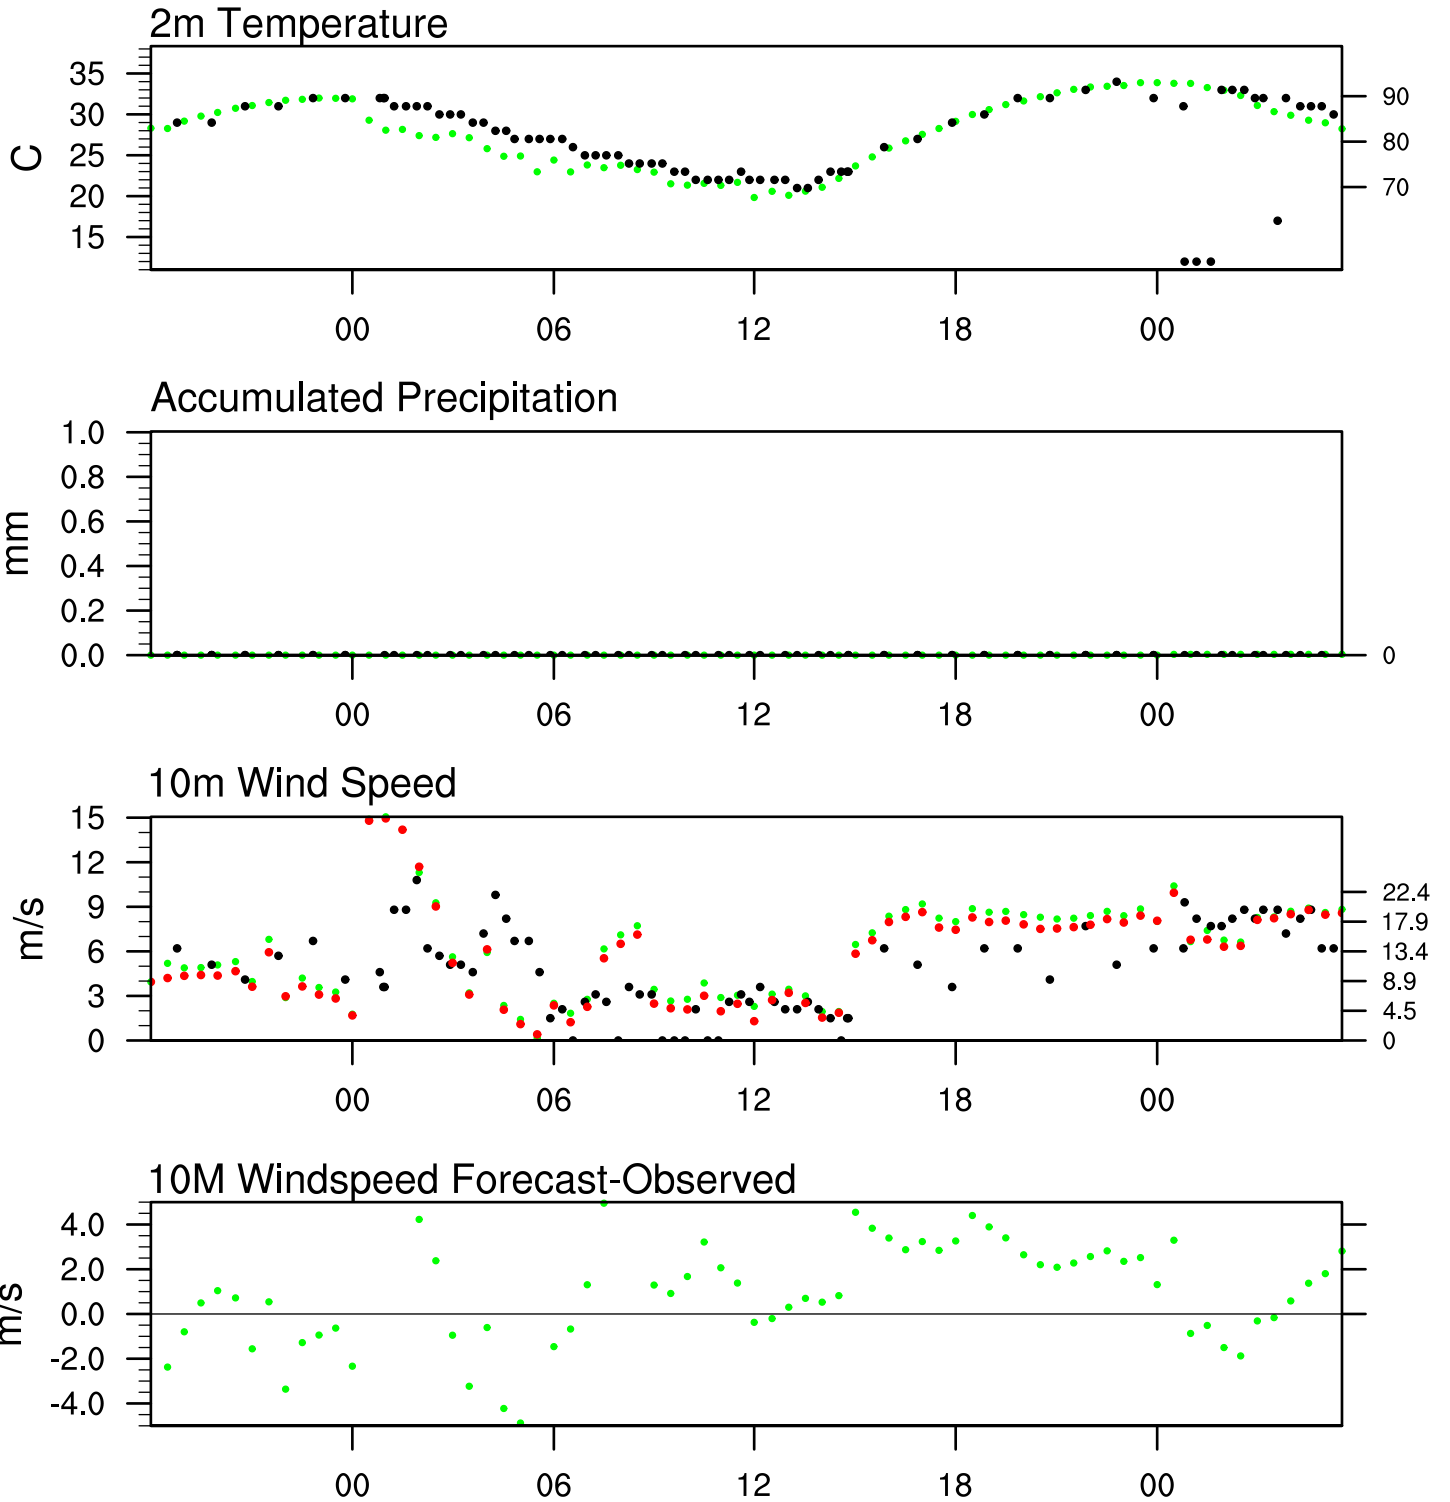 2m Temperature
35
30
25
20
15
C
90
80
70
00 06 12 18 00
Accumulated Precipitation
1.0
0.8
0.6
0.4
0.2
0.0
mm
0
00 06 12 18 00
10m Wind Speed
15
12
9
6
3
0
m/s
22.4
17.9
13.4
8.9
4.5
0
00 06 12 18 00
10M Windspeed Forecast-Observed
4.0
2.0
0.0
-2.0
-4.0
m/s
00 06 12 18 00